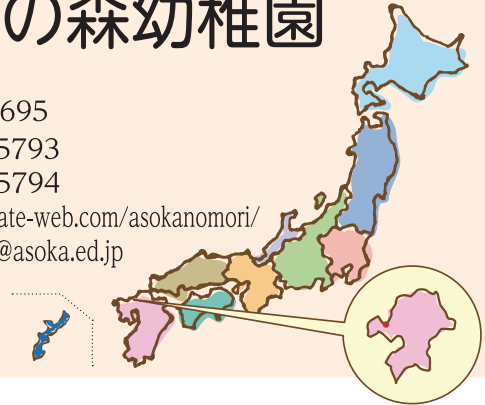 の森幼稚園
695
5793
5794
ate-web.com/asokanomori/
@asoka.ed.jp